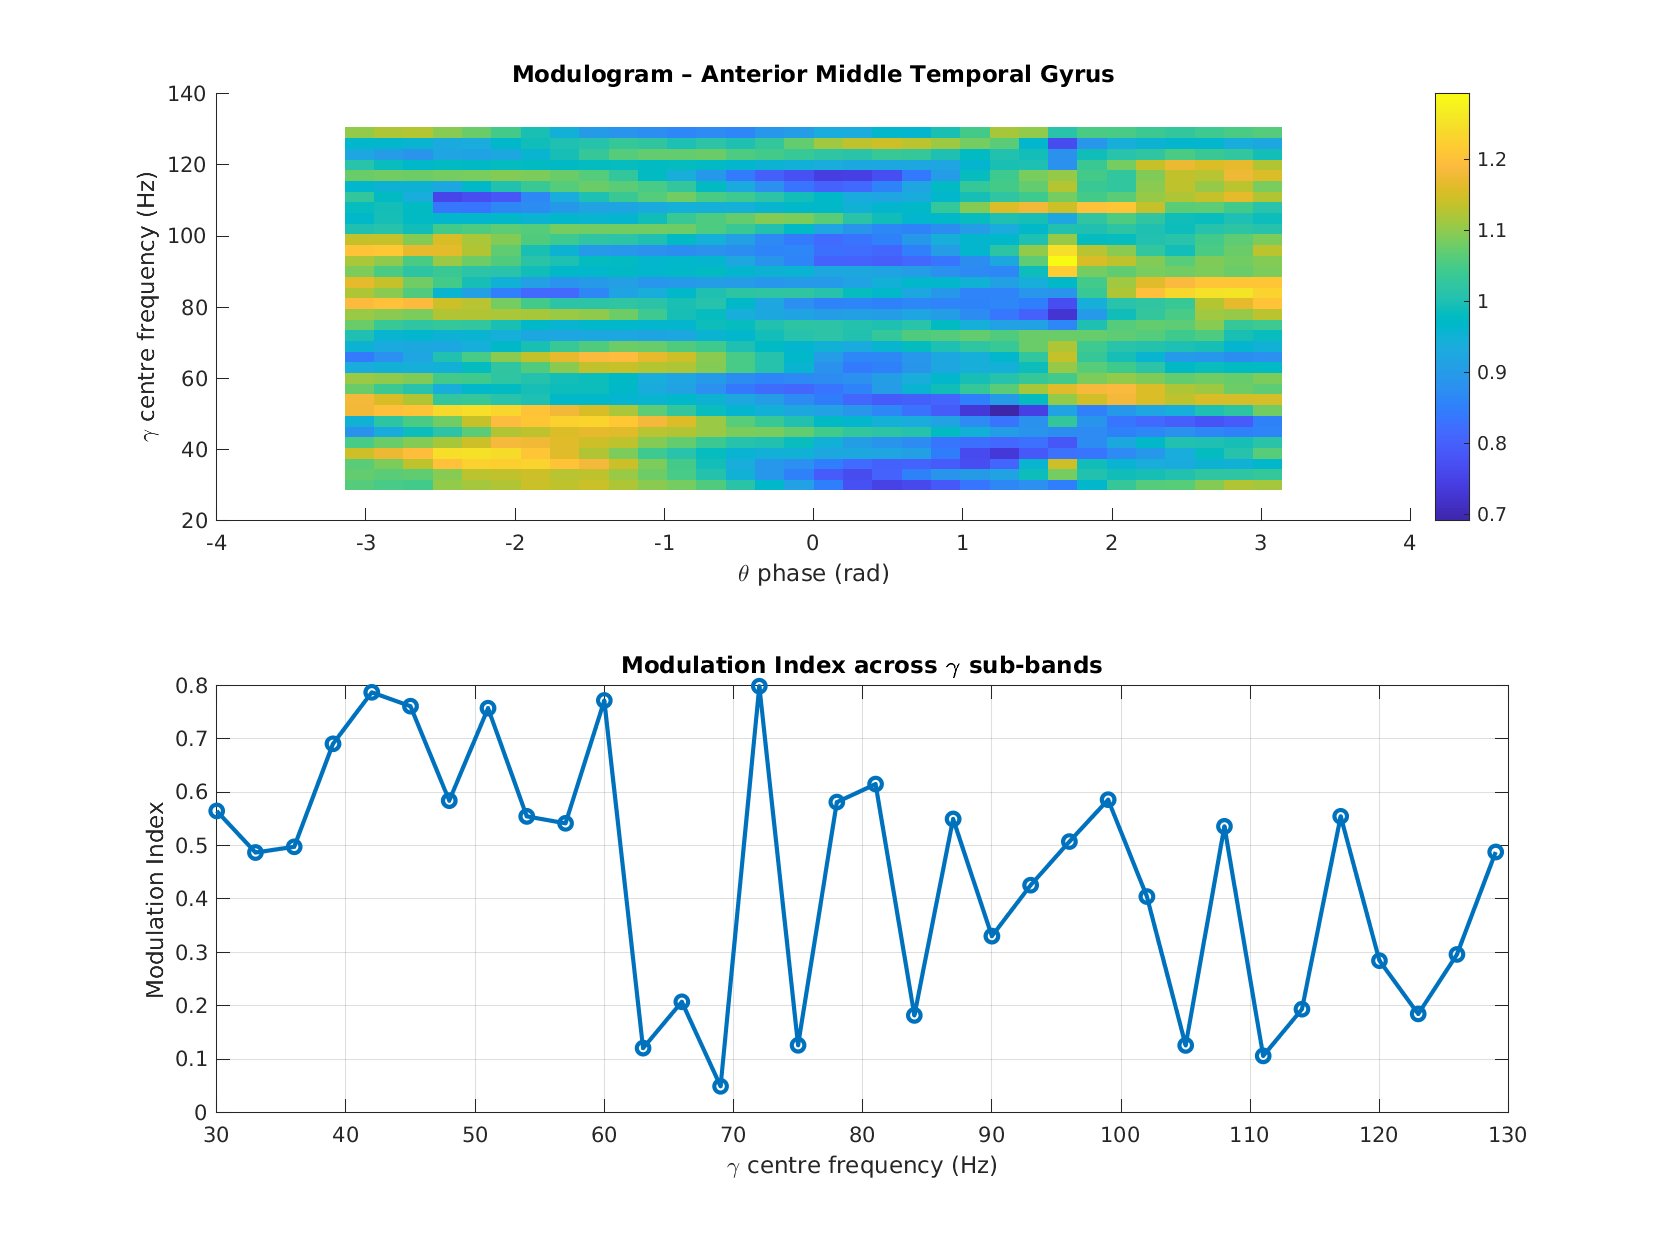 Modulogram – Anterior Middle Temporal Gyrus
γ centre frequency (Hz)
140
120
100
80
60
40
20
-4 -3 -2 -1 0 1 2 3 4
θ phase (rad)
1.2
1.1
1
0.9
0.8
0.7
Modulation Index across γ sub-bands
Modulation Index
0.8
0.7
0.6
0.5
0.4
0.3
0.2
0.1
0
30 40 50 60 70 80 90 100 110 120 130
γ centre frequency (Hz)